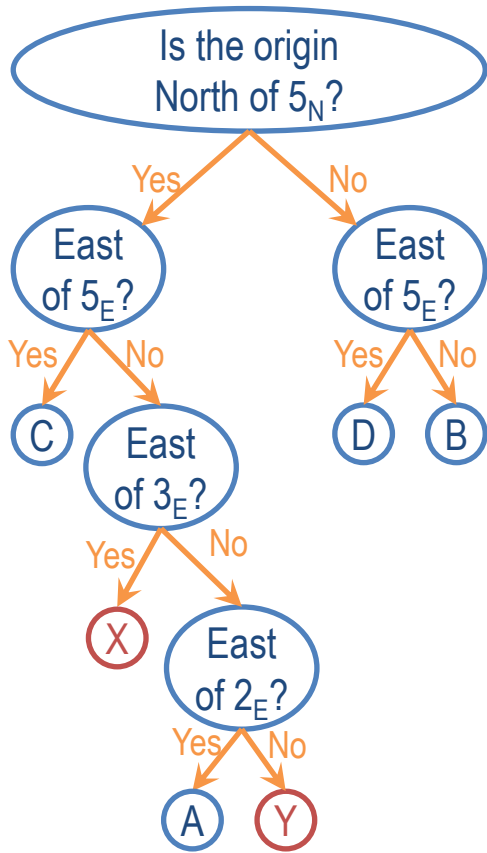 Is the origin
North of 5N?
Yes
No
East
of 5E?
East
of 5E?
Yes
No
Yes
No
C
D
B
East
of 3E?
Yes
No
X
East
of 2E?
Yes
No
A
Y